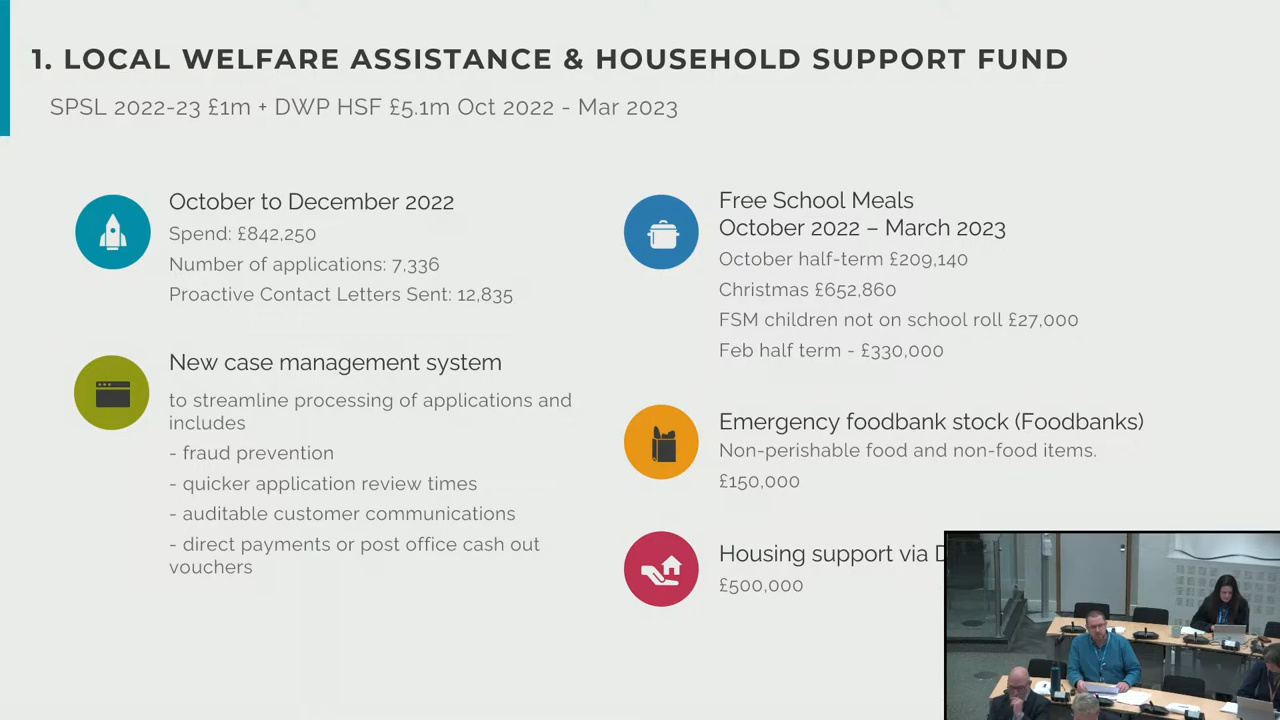 1. LOCAL WELFARE ASSISTANCE & HOUSEHOLD SUPPORT FUND
SPSL 2022-23 £1m + DWP HSF £5.1m Oct 2022 - Mar 2023
October to December 2022
Spend: £842,250
Number of applications: 7,336
Proactive Contact Letters Sent: 12,835
New case management system
to streamline processing of applications and
includes
- fraud prevention
- quicker application review times
- auditable customer communications
- direct payments or post office cash out
vouchers
Free School Meals
October 2022 – March 2023
October half-term £209,140
Christmas £652,860
FSM children not on school roll £27,000
Feb half term - £330,000
Emergency foodbank stock (Foodbanks)
Non-perishable food and non-food items.
£150,000
Housing support via
£500,000